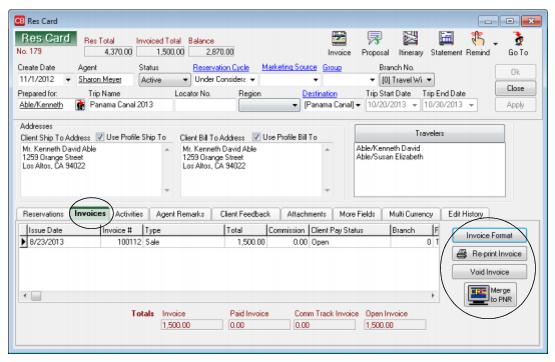 CB Res Card
Res Card
No. 179
Res Total Invoiced Total Balance
4,370.00 1,500.00 2,870.00
Invoice Proposal Itinerary Statement Remind Go To
Create Date Agent Status Reservation Cycle Marketing Source Group Branch No.
11/1/2012 Sharon Meyer Active Under Consider [0] Travel Wi Ok
Prepared for: Trip Name Locator No. Region Destination Trip Start Date Trip End Date Close
Able/Kenneth Panama Canal 2013 (Panama Canal) 10/20/2013 10/30/2013 Apply
Addresses
Client Ship To Address Use Profile Ship To Client Bill To Address Use Profile Bill To Travelers
Mr. Kenneth David Able Mr. Kenneth David Able Able/Kenneth David
1259 Orange Street 1259 Orange Street Able/Susan Elizabeth
Los Altos, CA 94022 Los Altos, CA 94022
Reservations Invoices Activities Agent Remarks Client Feedback Attachments More Fields Multi Currency Edit History
Issue Date Invoice # Type Total Commission Client Pay Status Branch
8/23/2013 100112 Sale 1,500.00 0.00 Open 0
Invoice Format
Re-print Invoice
Void Invoice
Merge to PNR
Totals Invoice Paid Invoice Comm Track Invoice Open Invoice
1,500.00 0.00 0.00 1,500.00